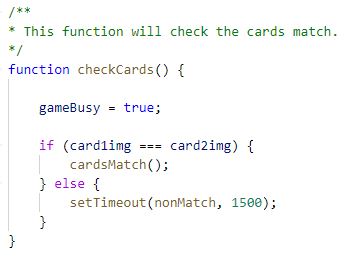 /**
* This function will check the cards match.
*/
function checkCards() {
gameBusy = true;
if (card1img === card2img) {
cardsMatch();
} else {
setTimeout(nonMatch, 1500);
}
}